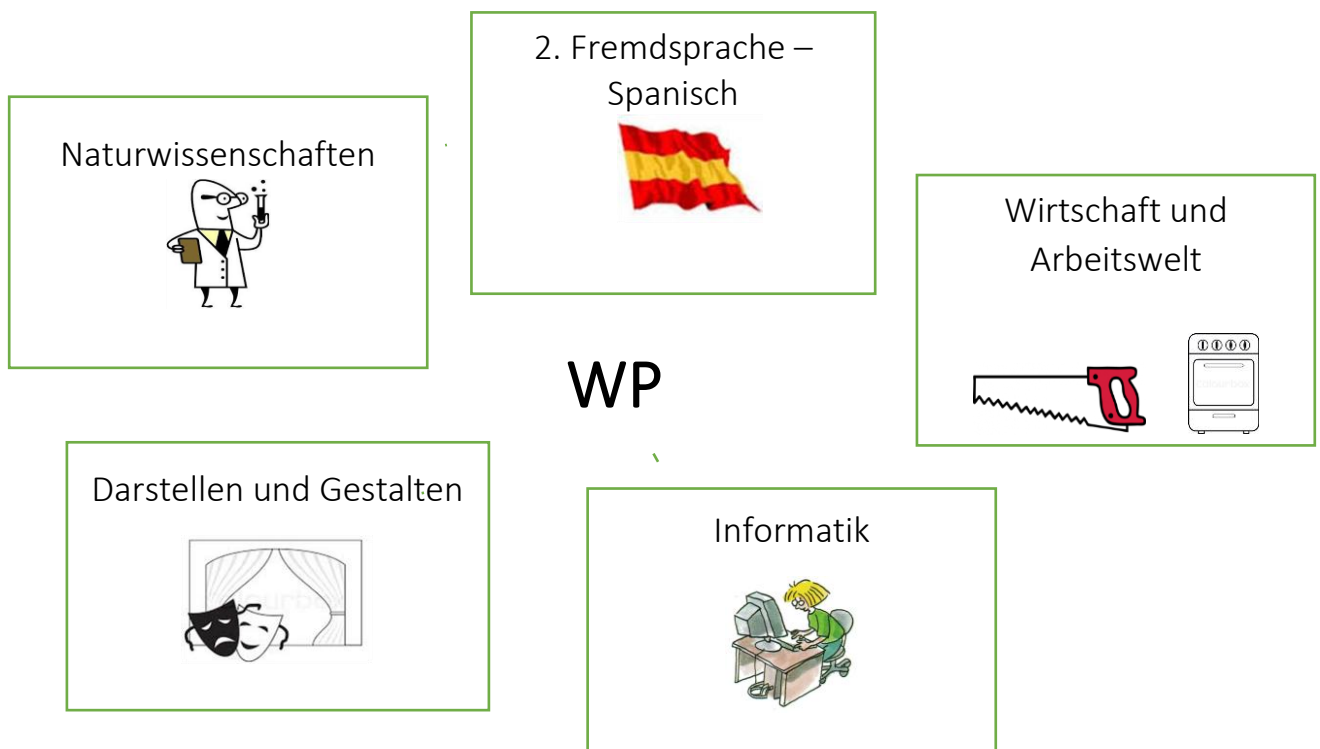 2. Fremdsprache –
Spanisch
Naturwissenschaften
Wirtschaft und
Arbeitswelt
WP
Darstellen und Gestalten
Informatik